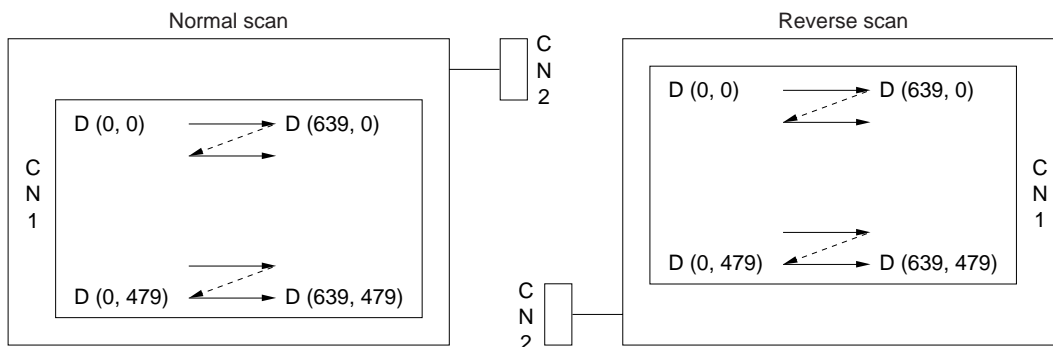 Normal scan
C
N
2
D (0, 0) D (639, 0)
C
N
1
D (0, 479) D (639, 479)
Reverse scan
D (0, 0) D (639, 0)
C
N
1
D (0, 479) D (639, 479)
C
N
2